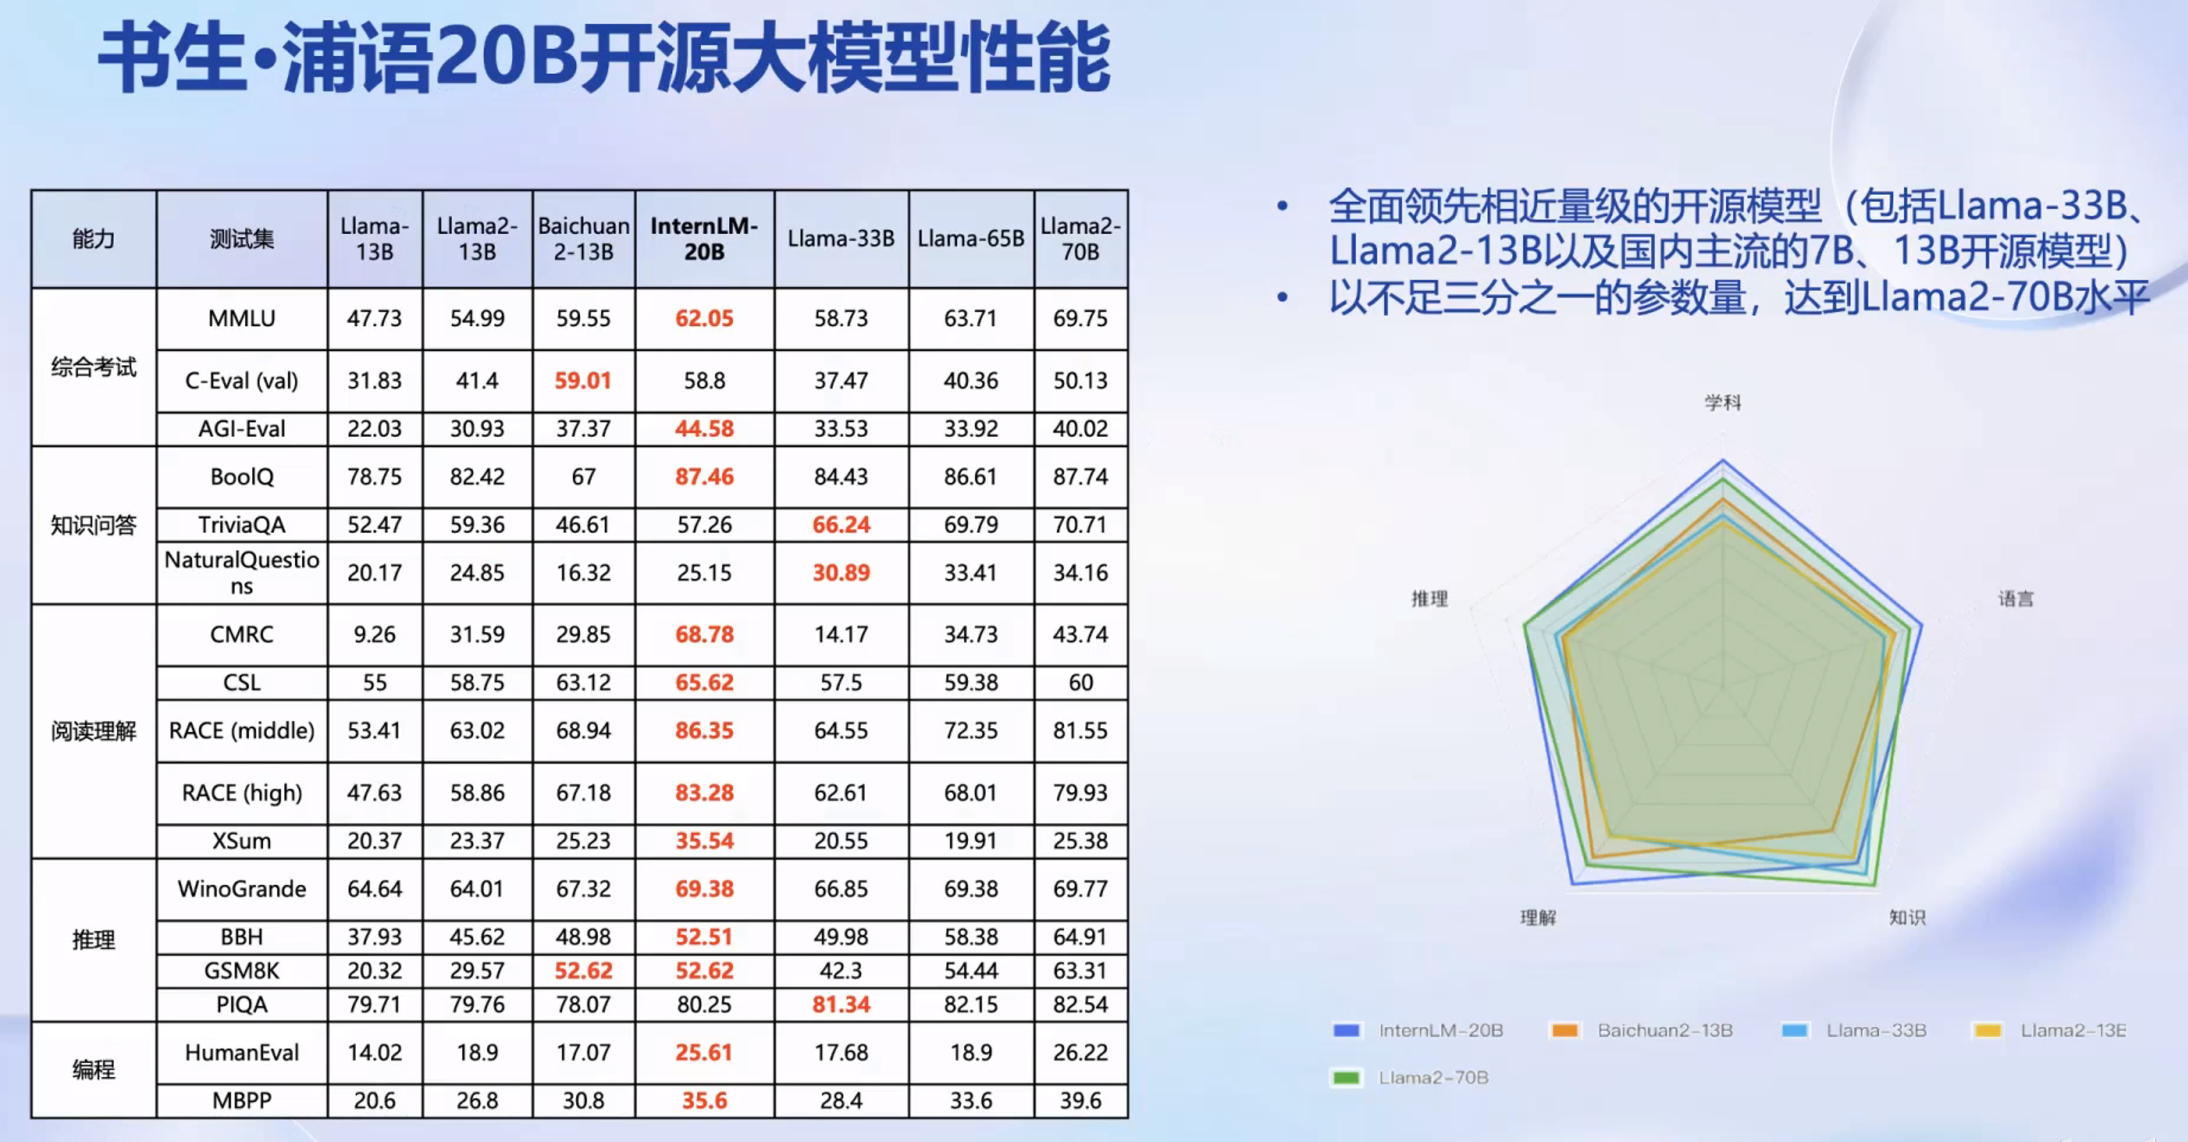 书生·浦语20B开源大模型性能
能力 测试集 Llama-13B Llama2-13B Baichuan2-13B InternLM-20B Llama-33B Llama-65B Llama2-70B
综合考试
MMLU 47.73 54.99 59.55 62.05 58.73 63.71 69.75
C-Eval (val) 31.83 41.4 59.01 58.8 37.47 40.36 50.13
AGI-Eval 22.03 30.93 37.37 44.58 33.53 33.92 40.02
知识问答
BoolQ 78.75 82.42 67 87.46 84.43 86.61 87.74
TriviaQA 52.47 59.36 46.61 57.26 66.24 69.79 70.71
NaturalQuestions 20.17 24.85 16.32 25.15 30.89 33.41 34.16
阅读理解
CMRC 9.26 31.59 29.85 68.78 14.17 34.73 43.74
CSL 55 58.75 63.12 65.62 57.5 59.38 60
RACE (middle) 53.41 63.02 68.94 86.35 64.55 72.35 81.55
RACE (high) 47.63 58.86 67.18 83.28 62.61 68.01 79.93
XSum 20.37 23.37 25.23 35.54 20.55 19.91 25.38
推理
WinoGrande 64.64 64.01 67.32 69.38 66.85 69.38 69.77
BBH 37.93 45.62 48.98 52.51 49.98 58.38 64.91
GSM8K 20.32 29.57 52.62 52.62 42.3 54.44 63.31
PIQA 79.71 79.76 78.07 80.25 81.34 82.15 82.54
编程
HumanEval 14.02 18.9 17.07 25.61 17.68 18.9 26.22
MBPP 20.6 26.8 30.8 35.6 28.4 33.6 39.6
• 全面领先相近量级的开源模型（包括Llama-33B、
Llama2-13B以及国内主流的7B、13B开源模型）
• 以不足三分之一的参数量，达到Llama2-70B水平
学科
推理
语言
理解
知识
InternLM-20B Baichuan2-13B Llama-33B Llama2-13E
Llama2-70B